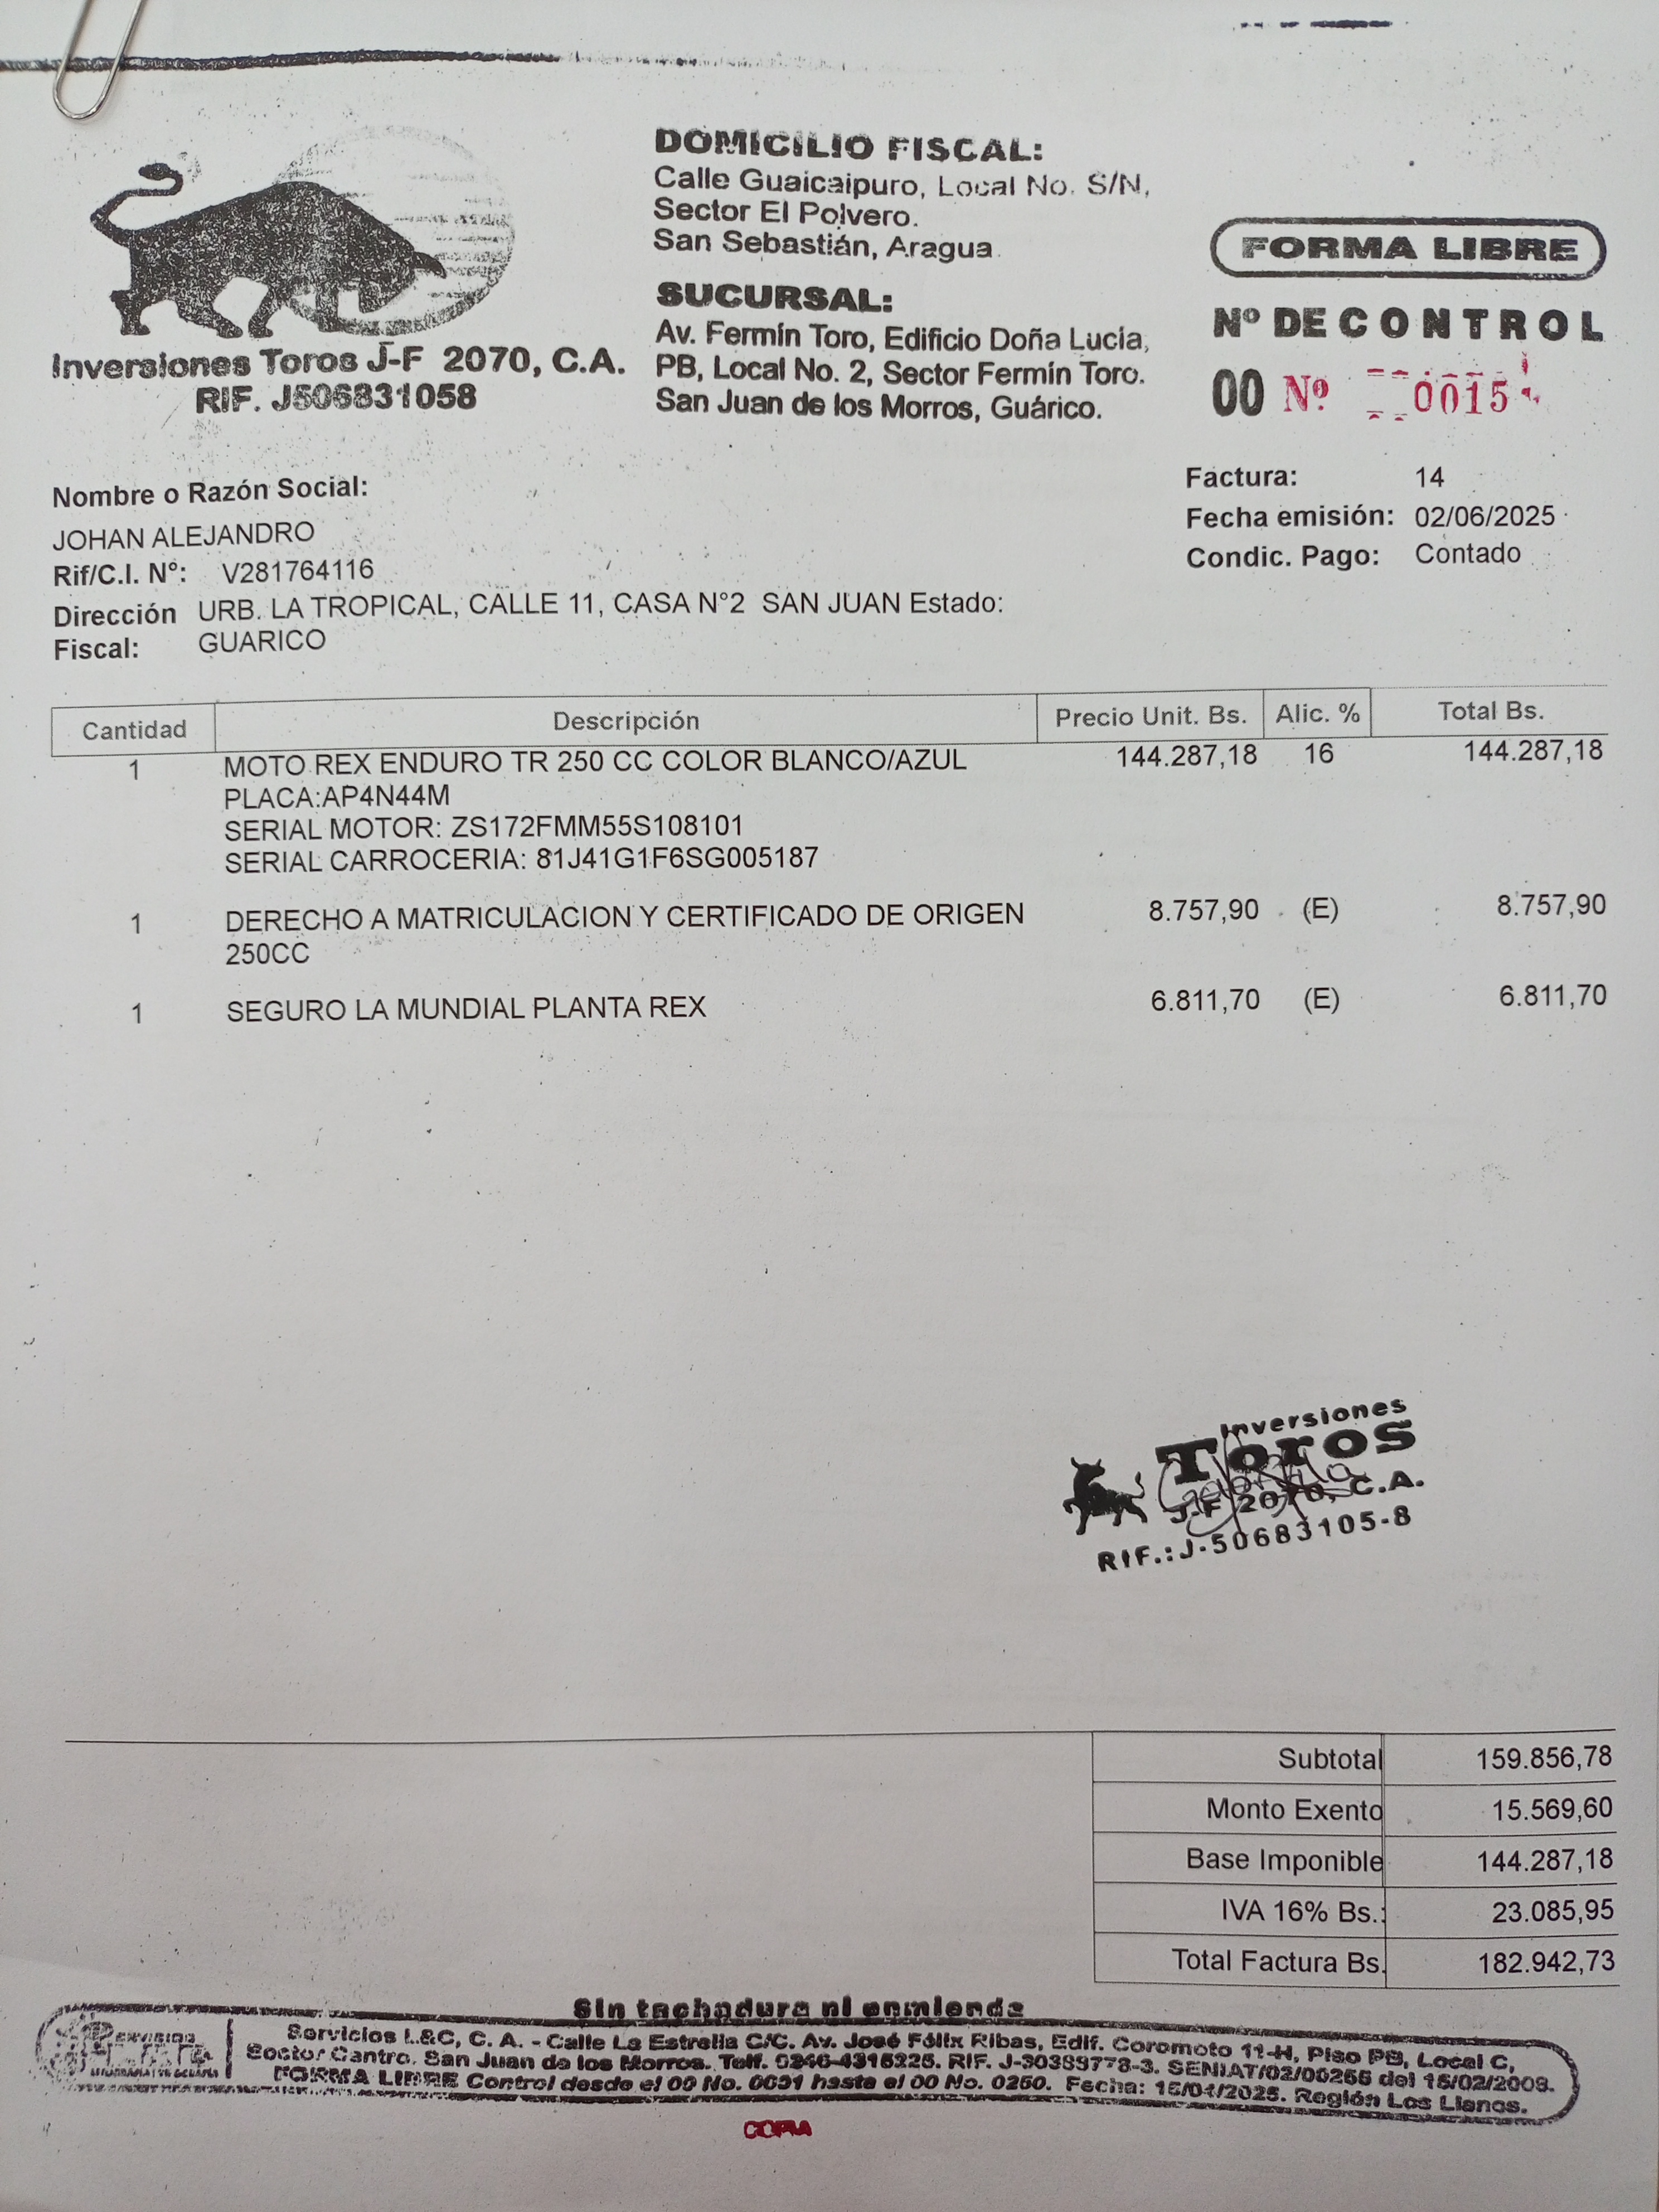 DOMICILIO FISCAL:
Calle Guaicaipuro, Local No. S/N,
Sector El Polvero.
San Sebastián, Aragua
SUCURSAL:
Av. Fermín Toro, Edificio Doña Lucía,
PB, Local No. 2, Sector Fermín Toro.
San Juan de los Morros, Guárico.
Inversiones Toros J-F 2070, C.A.
RIF. J506831058
FORMA LIBRE
Nº DE CONTROL
00 Nº 0015
Nombre o Razón Social:
JOHAN ALEJANDRO
Rif/C.I. Nº: V281764116
Dirección Fiscal: URB. LA TROPICAL, CALLE 11, CASA N°2 SAN JUAN Estado:
GUARICO
Factura: 14
Fecha emisión: 02/06/2025
Condic. Pago: Contado
Cantidad Descripción Precio Unit. Bs. Alic. % Total Bs.
1 MOTO REX ENDURO TR 250 CC COLOR BLANCO/AZUL 144.287,18 16 144.287,18
PLACA:AP4N44M
SERIAL MOTOR: ZS172FMM55S108101
SERIAL CARROCERIA: 81J41G1F6SG005187
1 DERECHO A MATRICULACION Y CERTIFICADO DE ORIGEN 8.757,90 (E) 8.757,90
250CC
1 SEGURO LA MUNDIAL PLANTA REX 6.811,70 (E) 6.811,70
Inversiones
Toros
J-F 2070, C.A.
RIF.:J-50683105-8
Subtotal 159.856,78
Monto Exento 15.569,60
Base Imponible 144.287,18
IVA 16% Bs.: 23.085,95
Total Factura Bs. 182.942,73
Sin tachadura ni enmienda
Servicios L&C, C. A. - Calle La Estrella C/C. Av. José Félix Ribas, Edif. Coromoto 11-H, Piso PB, Local C,
Sector Centro. San Juan de los Morros. Telf. 0246-4315225. RIF. J-30389778-3. SENIAT/02/00255 del 15/02/2008.
FORMA LIBRE Control desde el 00 No. 0001 hasta el 00 No. 0250. Fecha: 15/04/2025. Región Los Llanos.
COPIA